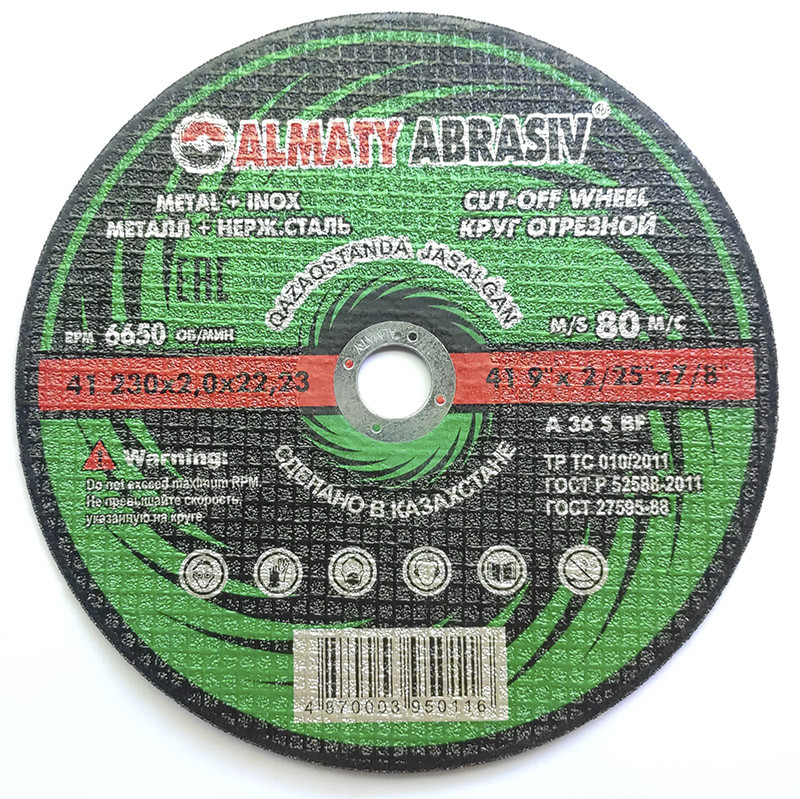 ALMATY ABRASIV®
METAL + INOX
МЕТАЛЛ + НЕРЖ.СТАЛЬ
CUT-OFF WHEEL
КРУГ ОТРЕЗНОЙ
EAC
QAZAQSTANDA JASALǴAN
RPM 6650 ОБ/МИН
M/S 80 М/С
41 230x2,0x22,23
41 9"x 2/25"x7/8"
A 36 S BF
Warning:
Do not exceed maximum RPM
Не превышайте скорость,
указанную на круге
СДЕЛАНО В КАЗАХСТАНЕ
ТР ТС 010/2011
ГОСТ Р 52588-2011
ГОСТ 27595-88
4 870003 950116